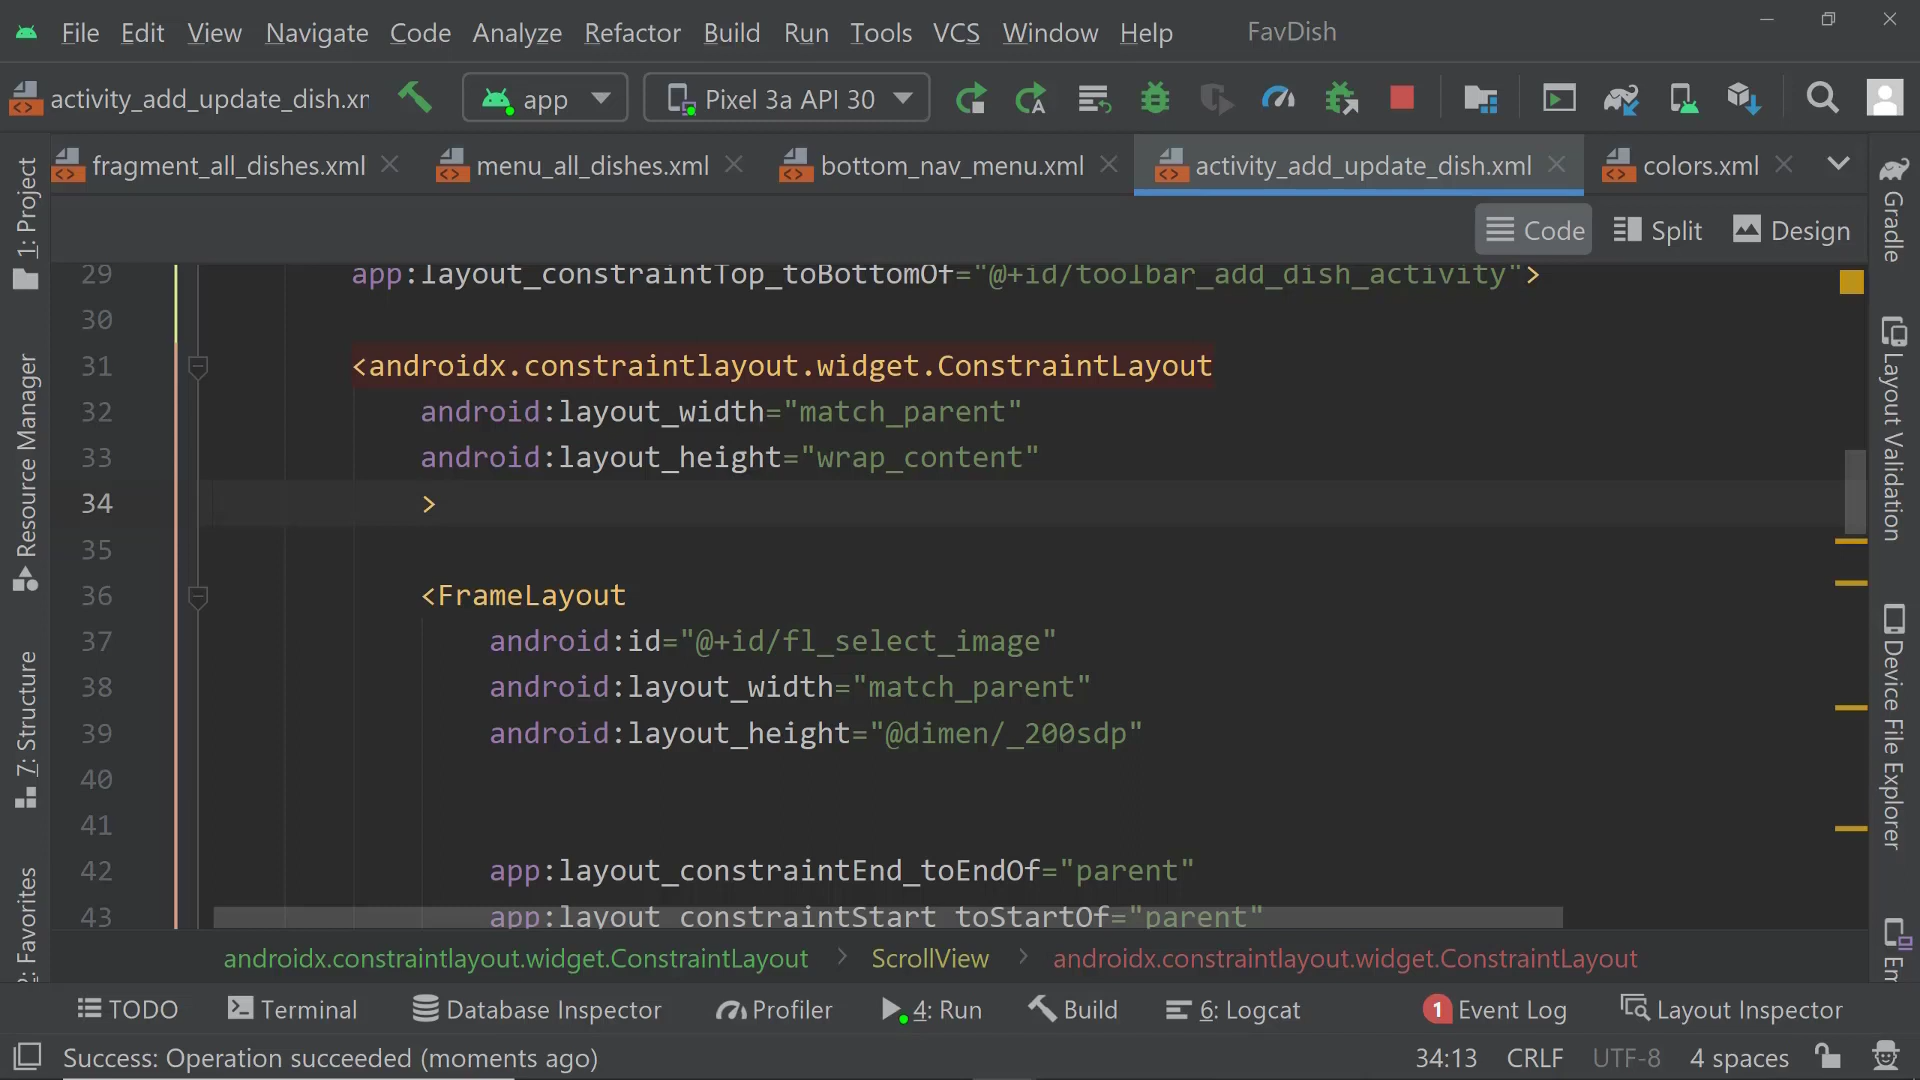 File Edit View Navigate Code Analyze Refactor Build Run Tools VCS Window Help FavDish
activity_add_update_dish.xm app Pixel 3a API 30
fragment_all_dishes.xml menu_all_dishes.xml bottom_nav_menu.xml activity_add_update_dish.xml colors.xml
Code Split Design
1: Project
Resource Manager
7: Structure
2: Favorites
29 app:layout_constraintTop_toBottomOf="@+id/toolbar_add_dish_activity">
30
31 <androidx.constraintlayout.widget.ConstraintLayout
32 android:layout_width="match_parent"
33 android:layout_height="wrap_content"
34 >
35
36 <FrameLayout
37 android:id="@+id/fl_select_image"
38 android:layout_width="match_parent"
39 android:layout_height="@dimen/_200sdp"
40
41
42 app:layout_constraintEnd_toEndOf="parent"
43 app:layout_constraintStart_toStartOf="parent"
Gradle
Layout Validation
Device File Explorer
androidx.constraintlayout.widget.ConstraintLayout > ScrollView > androidx.constraintlayout.widget.ConstraintLayout
TODO Terminal Database Inspector Profiler 4: Run Build 6: Logcat 1 Event Log Layout Inspector
Success: Operation succeeded (moments ago) 34:13 CRLF UTF-8 4 spaces